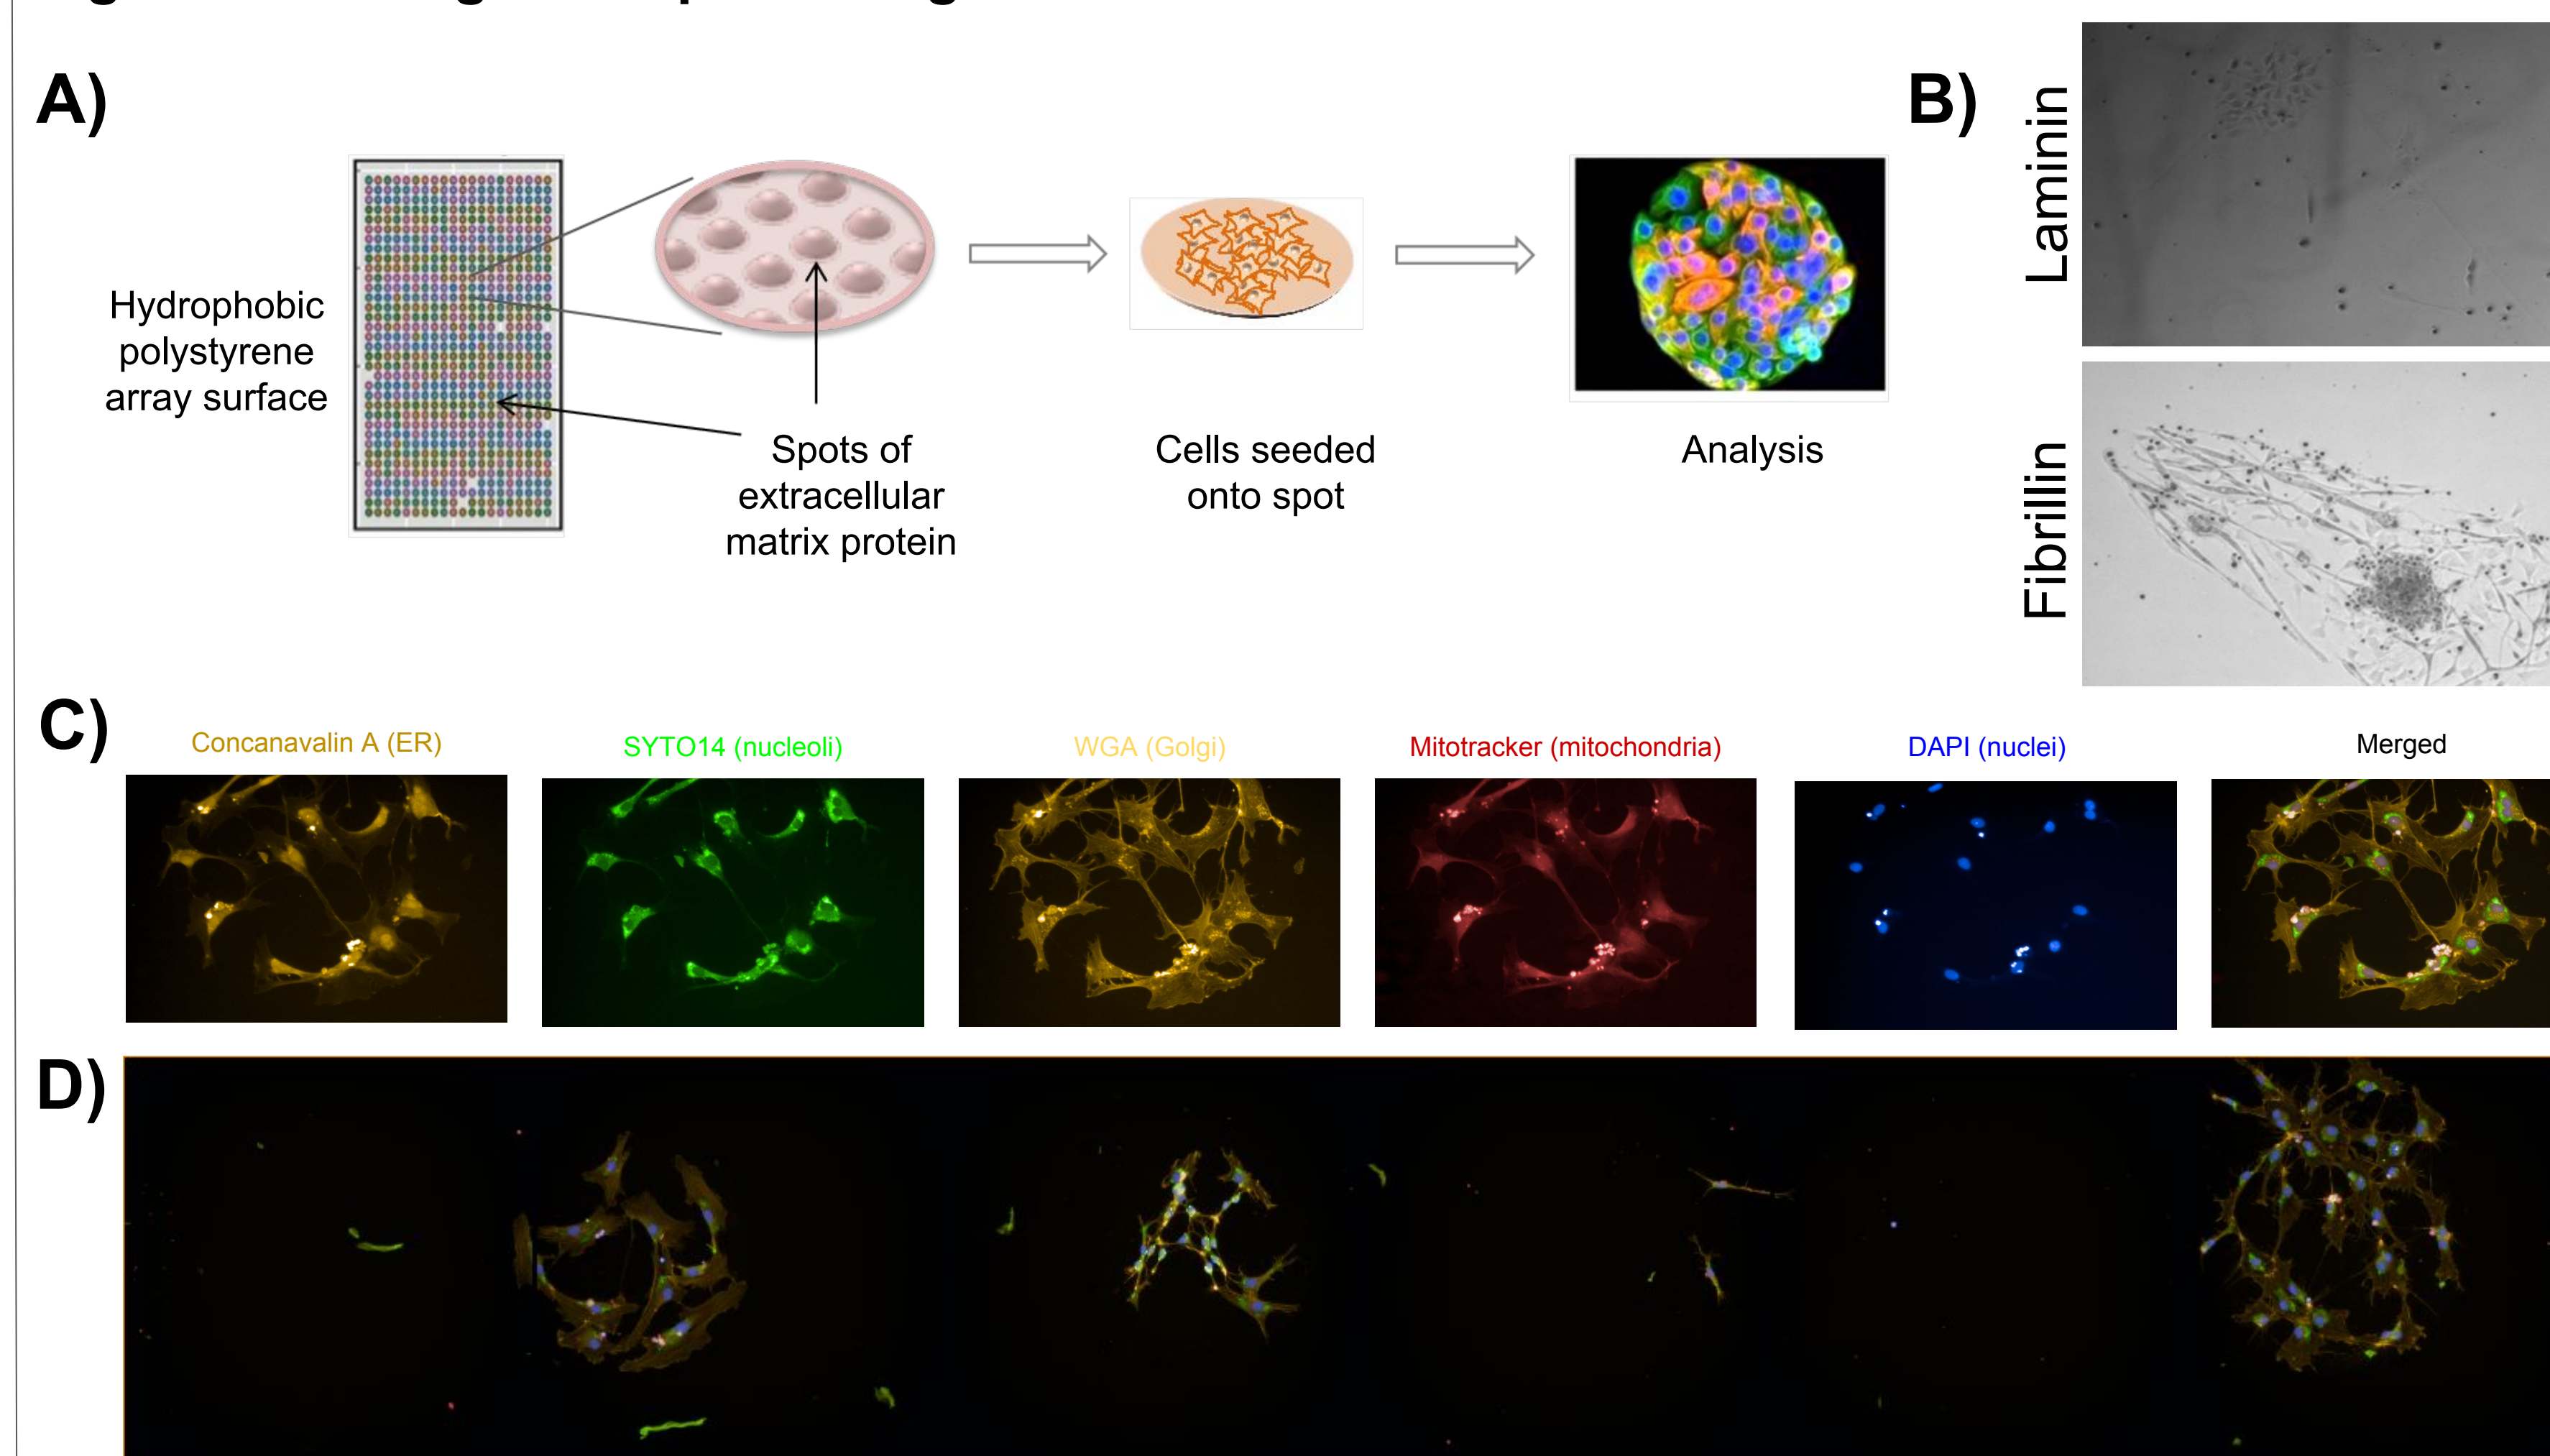 A)
Hydrophobic
polystyrene
array surface
Spots of
extracellular
matrix protein
Cells seeded
onto spot
Analysis
B)
Laminin
Fibrillin
C)
Concanavalin A (ER)
SYTO14 (nucleoli)
WGA (Golgi)
Mitotracker (mitochondria)
DAPI (nuclei)
Merged
D)